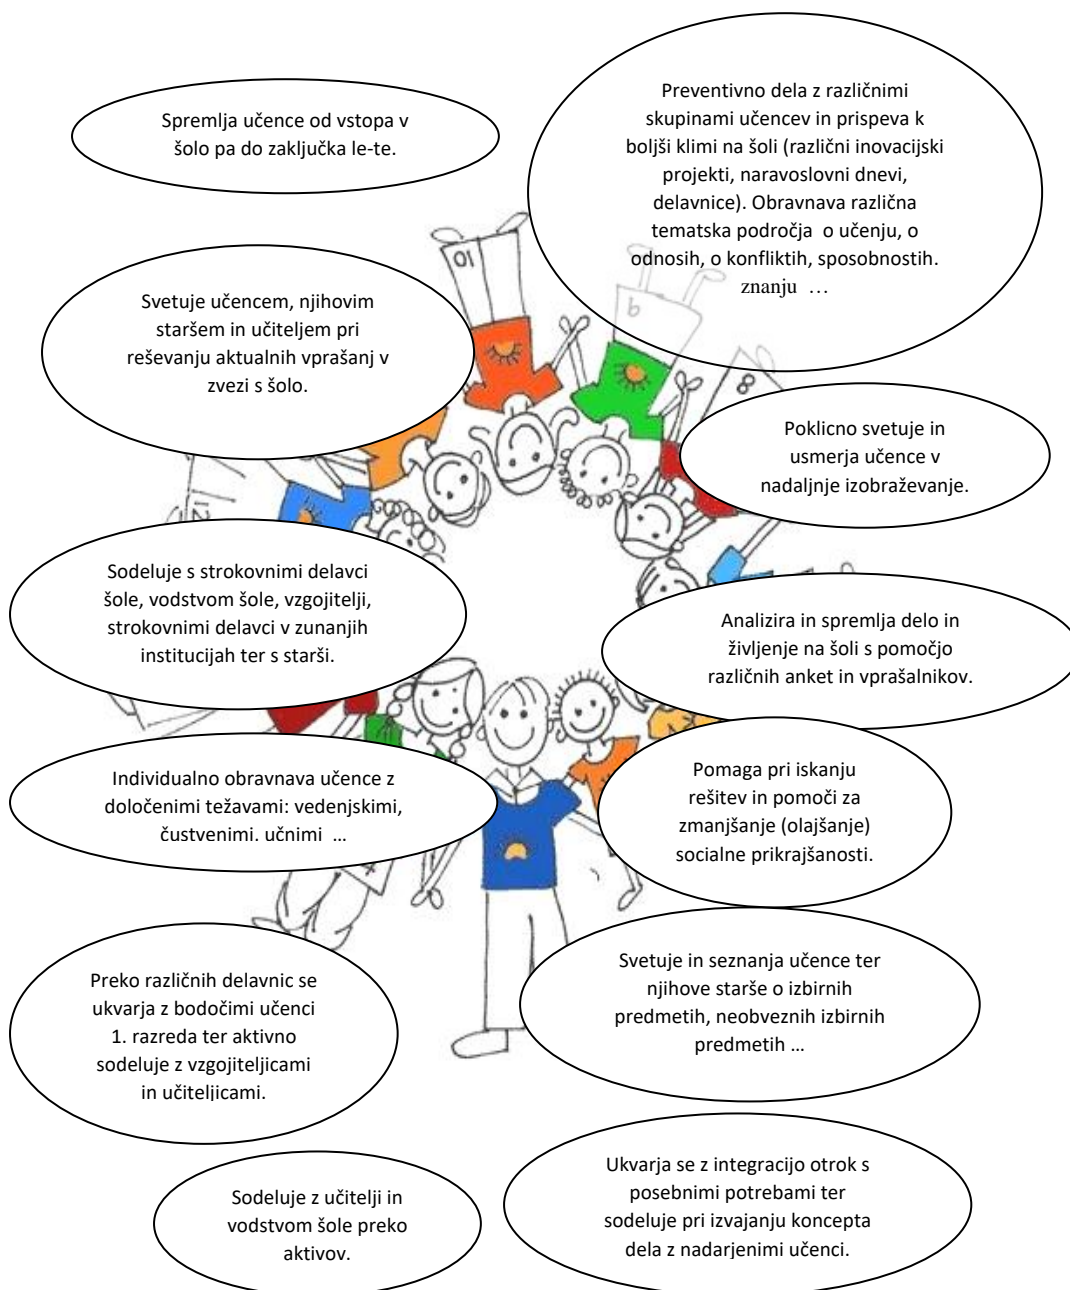 Spremlja učence od vstopa v
šolo pa do zaključka le-te.
Preventivno dela z različnimi
skupinami učencev in prispeva k
boljši klimi na šoli (različni inovacijski
projekti, naravoslovni dnevi,
delavnice). Obravnava različna
tematska področja  o učenju, o
odnosih, o konfliktih, sposobnostih.
znanju  …
Svetuje učencem, njihovim
staršem in učiteljem pri
reševanju aktualnih vprašanj v
zvezi s šolo.
Poklicno svetuje in
usmerja učence v
nadaljnje izobraževanje.
Sodeluje s strokovnimi delavci
šole, vodstvom šole, vzgojitelji,
strokovnimi delavci v zunanjih
institucijah ter s starši.
Analizira in spremlja delo in
življenje na šoli s pomočjo
različnih anket in vprašalnikov.
Individualno obravnava učence z
določenimi težavami: vedenjskimi,
čustvenimi. učnimi  …
Pomaga pri iskanju
rešitev in pomoči za
zmanjšanje (olajšanje)
socialne prikrajšanosti.
Preko različnih delavnic se
ukvarja z bodočimi učenci
1. razreda ter aktivno
sodeluje z vzgojiteljicami
in učiteljicami.
Svetuje in seznanja učence ter
njihove starše o izbirnih
predmetih, neobveznih izbirnih
predmetih …
Sodeluje z učitelji in
vodstvom šole preko
aktivov.
Ukvarja se z integracijo otrok s
posebnimi potrebami ter
sodeluje pri izvajanju koncepta
dela z nadarjenimi učenci.
10
9
8
12